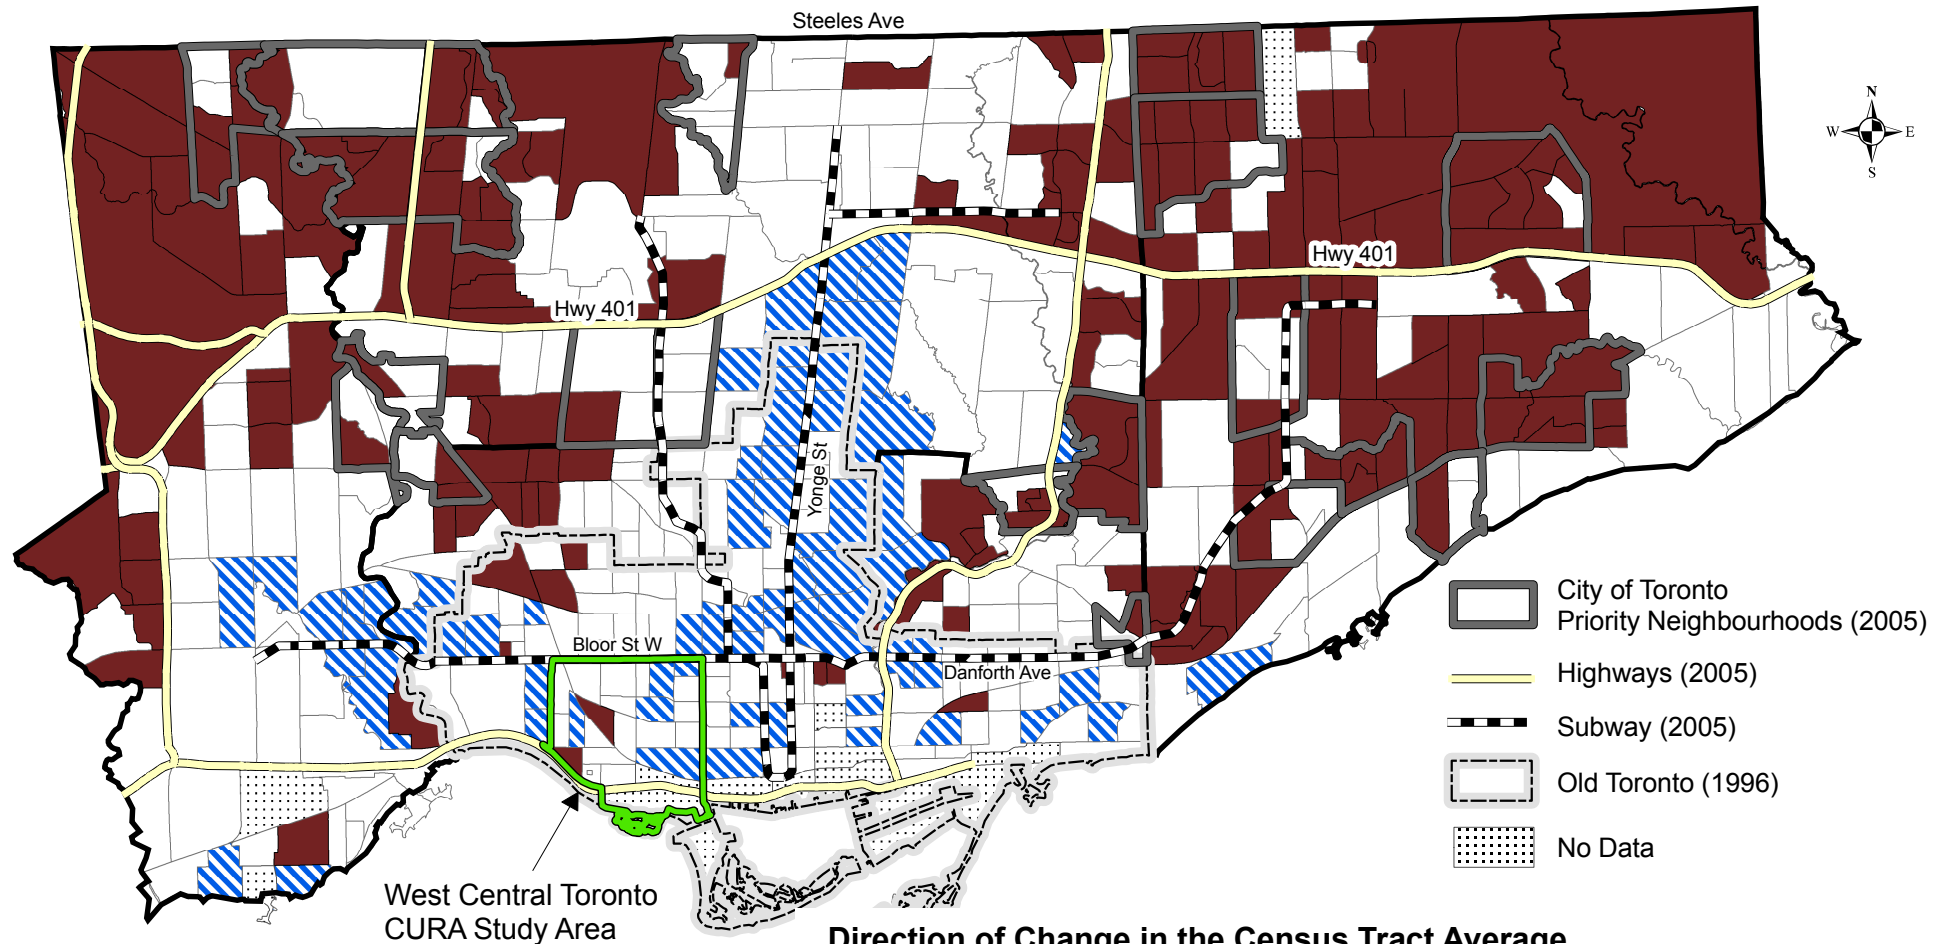 Steeles Ave
N
W
E
S
Hwy 401
Hwy 401
Yonge St
Bloor St W
Danforth Ave
City of Toronto
Priority Neighbourhoods (2005)
Highways (2005)
Subway (2005)
Old Toronto (1996)
No Data
West Central Toronto
CURA Study Area
Direction of Change in the Census Tract Average